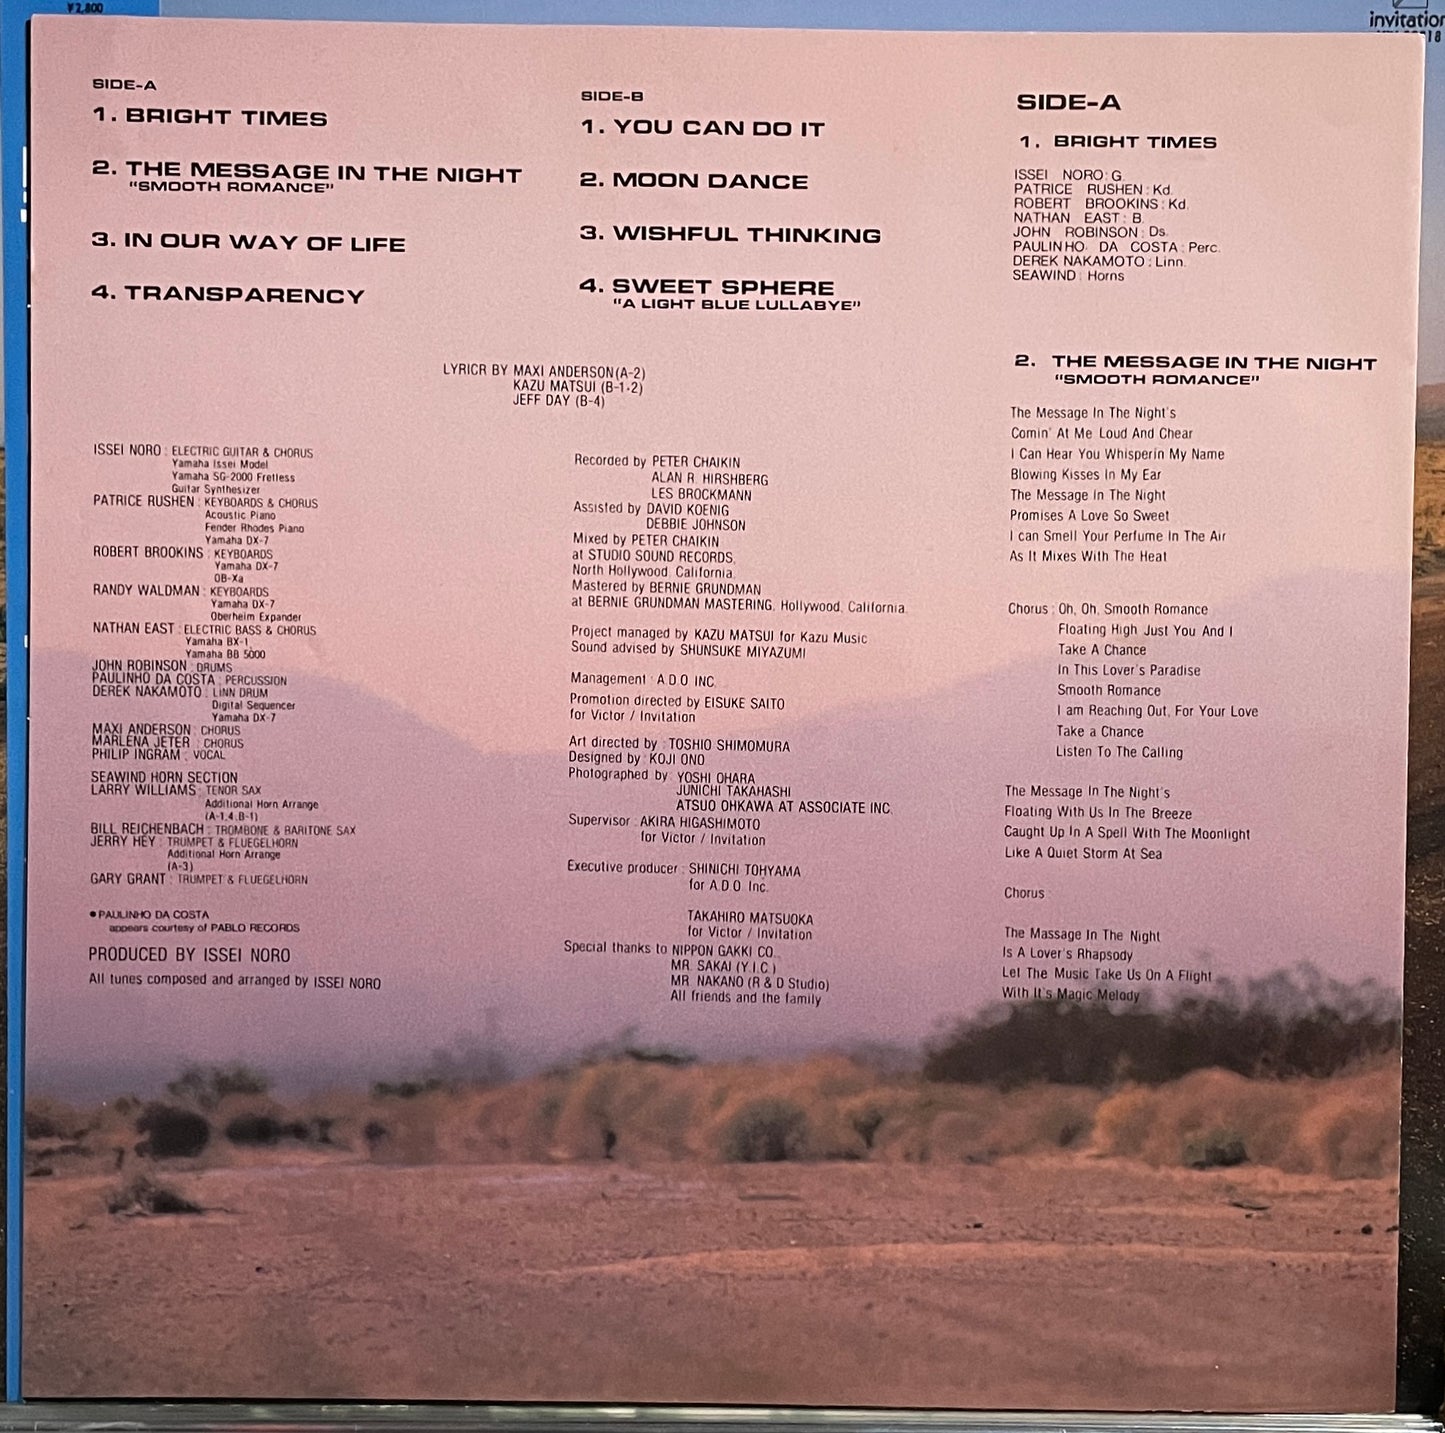 ¥2,800
invitation
SIDE-A
1. BRIGHT TIMES
2. THE MESSAGE IN THE NIGHT
"SMOOTH ROMANCE"
3. IN OUR WAY OF LIFE
4. TRANSPARENCY
SIDE-B
1. YOU CAN DO IT
2. MOON DANCE
3. WISHFUL THINKING
4. SWEET SPHERE
"A LIGHT BLUE LULLABYE"
LYRICR BY MAXI ANDERSON (A-2)
KAZU MATSUI (B-1·2)
JEFF DAY (B-4)
ISSEI NORO : ELECTRIC GUITAR & CHORUS
Yamaha Issei Model
Yamaha SG-2000 Fretless
Guitar Synthesizer
PATRICE RUSHEN : KEYBOARDS & CHORUS
Acoustic Piano
Fender Rhodes Piano
Yamaha DX-7
ROBERT BROOKINS : KEYBOARDS
Yamaha DX-7
OB-Xa
RANDY WALDMAN : KEYBOARDS
Yamaha DX-7
Oberheim Expander
NATHAN EAST : ELECTRIC BASS & CHORUS
Yamaha BX-1
Yamaha BB 5000
JOHN ROBINSON : DRUMS
PAULINHO DA COSTA : PERCUSSION
DEREK NAKAMOTO : LINN DRUM
Digital Sequencer
Yamaha DX-7
MAXI ANDERSON : CHORUS
MARLENA JETER : CHORUS
PHILIP INGRAM : VOCAL
SEAWIND HORN SECTION
LARRY WILLIAMS : TENOR SAX
Additional Horn Arrange
(A-1.4.B-1)
BILL REICHENBACH : TROMBONE & BARITONE SAX
JERRY HEY : TRUMPET & FLUEGELHORN
Additional Horn Arrange
(A-3)
GARY GRANT : TRUMPET & FLUEGELHORN
●PAULINHO DA COSTA
appears courtesy of PABLO RECORDS
PRODUCED BY ISSEI NORO
All tunes composed and arranged by ISSEI NORO
Recorded by PETER CHAIKIN
ALAN R. HIRSHBERG
LES BROCKMANN
Assisted by DAVID KOENIG
DEBBIE JOHNSON
Mixed by PETER CHAIKIN
at STUDIO SOUND RECORDS,
North Hollywood, California.
Mastered by BERNIE GRUNDMAN
at BERNIE GRUNDMAN MASTERING, Hollywood, California.
Project managed by KAZU MATSUI for Kazu Music
Sound advised by SHUNSUKE MIYAZUMI
Management : A.D.O INC.
Promotion directed by EISUKE SAITO
for Victor / Invitation
Art directed by : TOSHIO SHIMOMURA
Designed by : KOJI ONO
Photographed by : YOSHI OHARA
JUNICHI TAKAHASHI
ATSUO OHKAWA AT ASSOCIATE INC.
Supervisor : AKIRA HIGASHIMOTO
for Victor / Invitation
Executive producer : SHINICHI TOHYAMA
for A.D.O. Inc.
TAKAHIRO MATSUOKA
for Victor / Invitation
Special thanks to NIPPON GAKKI CO.,
MR. SAKAI (Y.I.C.)
MR. NAKANO (R & D Studio)
All friends and the family
SIDE-A
1. BRIGHT TIMES
ISSEI NORO : G.
PATRICE RUSHEN : Kd.
ROBERT BROOKINS : Kd.
NATHAN EAST : B.
JOHN ROBINSON : Ds.
PAULINHO DA COSTA : Perc.
DEREK NAKAMOTO : Linn.
SEAWIND : Horns
2. THE MESSAGE IN THE NIGHT
"SMOOTH ROMANCE"
The Message In The Night's
Comin' At Me Loud And Chear
I Can Hear You Whisperin My Name
Blowing Kisses In My Ear
The Message In The Night
Promises A Love So Sweet
I can Smell Your Perfume In The Air
As It Mixes With The Heat
Chorus : Oh, Oh, Smooth Romance
Floating High Just You And I
Take A Chance
In This Lover's Paradise
Smooth Romance
I am Reaching Out, For Your Love
Take a Chance
Listen To The Calling
The Message In The Night's
Floating With Us In The Breeze
Caught Up In A Spell With The Moonlight
Like A Quiet Storm At Sea
Chorus :
The Massage In The Night
Is A Lover's Rhapsody
Let The Music Take Us On A Flight
With It's Magic Melody